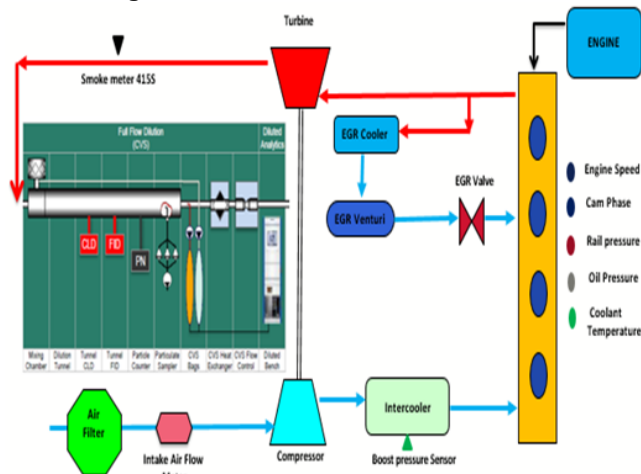 Turbine
ENGINE
Smoke meter 415S
Full Flow Dilution
(CVS)
Diluted
Analytics
EGR Cooler
EGR Valve
EGR Venturi
Engine Speed
Cam Phase
Rail pressure
Oil Pressure
Coolant
Temperature
CLD
FID
PN
Mixing
Chamber
Dilution
Tunnel
Tunnel
CLD
Tunnel
FID
Particle
Counter
Particulate
Sampler
CVS
Bags
CVS Heat
Exchanger
CVS Flow
Control
Diluted
Bench
Air
Filter
Intake Air Flow
Compressor
Intercooler
Boost pressure Sensor